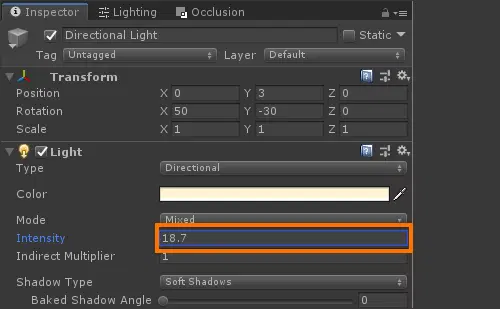 Inspector Lighting Occlusion
Directional Light Static
Tag Untagged Layer Default
Transform
Position X 0 Y 3 Z 0
Rotation X 50 Y -30 Z 0
Scale X 1 Y 1 Z 1
Light
Type Directional
Color
Mode Mixed
Intensity 18.7
Indirect Multiplier 1
Shadow Type Soft Shadows
Baked Shadow Angle 0